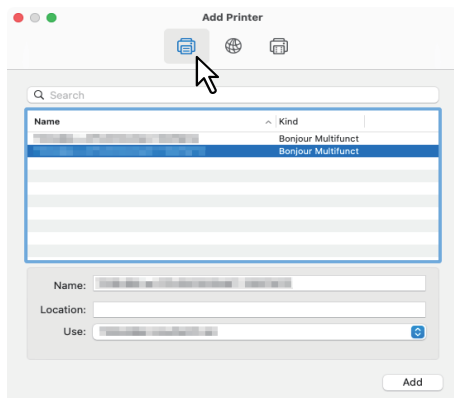 Add Printer
Search
Name Kind
Bonjour Multifunct
Bonjour Multifunct
Name:
Location:
Use:
Add